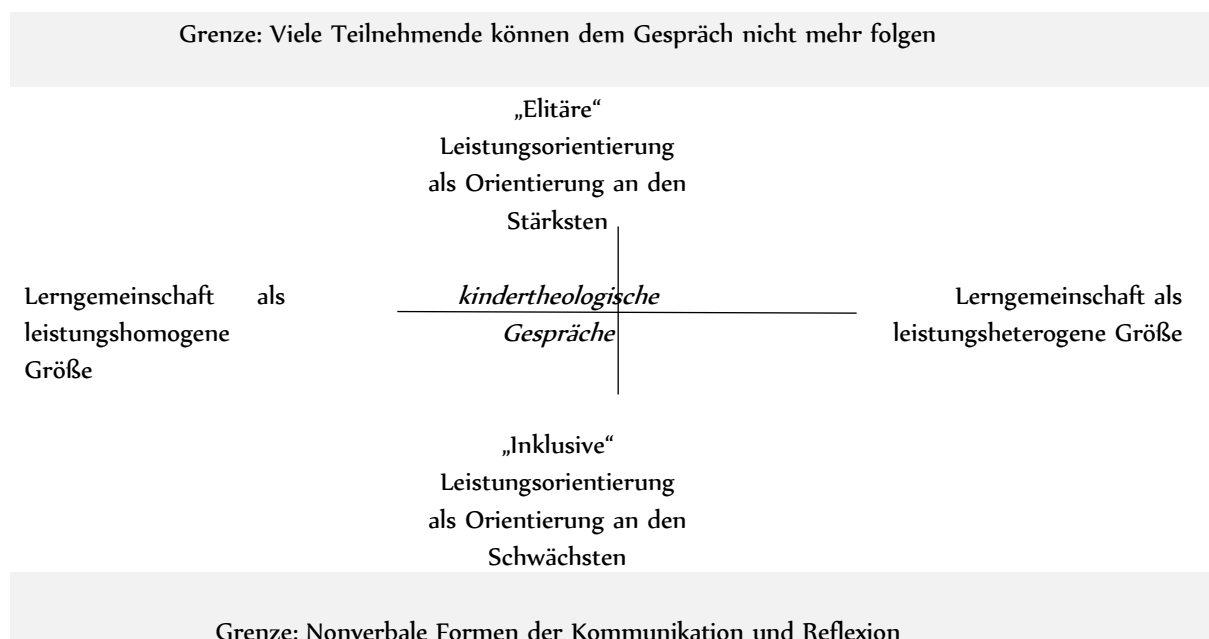 Grenze: Viele Teilnehmende können dem Gespräch nicht mehr folgen
„Elitäre“
Leistungsorientierung
als Orientierung an den
Stärksten
Lerngemeinschaft als
leistungshomogene
Größe
kindertheologische
Gespräche
Lerngemeinschaft als
leistungsheterogene Größe
„Inklusive“
Leistungsorientierung
als Orientierung an den
Schwächsten
Grenze: Nonverbale Formen der Kommunikation und Reflexion